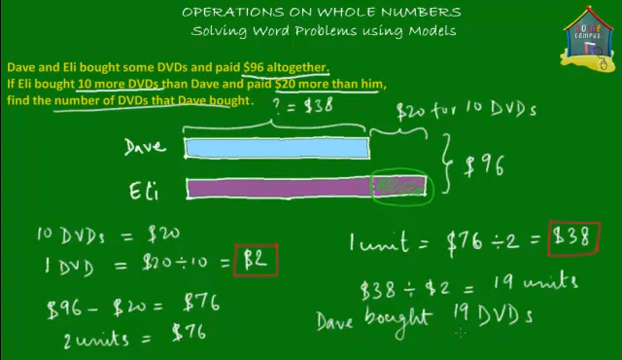 OPERATIONS ON WHOLE NUMBERS
Solving Word Problems using Models
HOME
CAMPUS
Dave and Eli bought some DVDs and paid $96 altogether.
If Eli bought 10 more DVDs than Dave and paid $20 more than him,
find the number of DVDs that Dave bought.
? = $38
$20 for 10 DVDs
Dave
Eli
$96
10 DVDs = $20
1 DVD = $20 ÷ 10 = $2
$96 - $20 = $76
2 units = $76
1 unit = $76 ÷ 2 = $38
$38 ÷ $2 = 19 units
Dave bought 19 DVDs